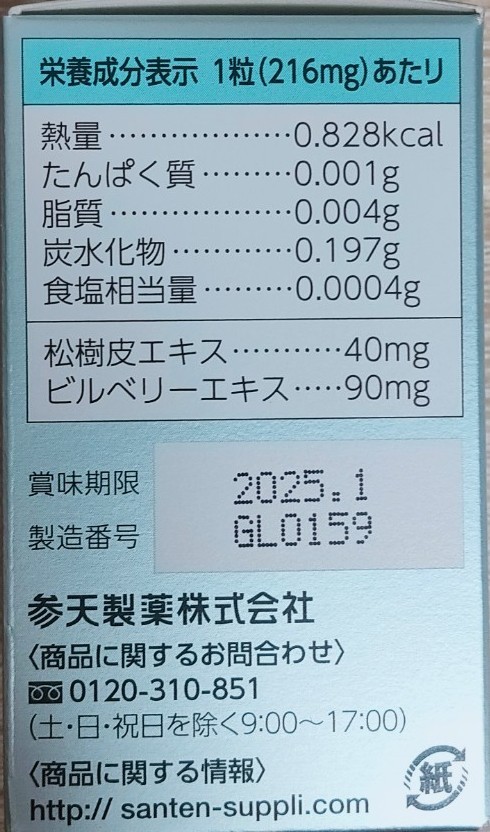 栄養成分表示 1粒(216mg)あたり
熱量………………0.828kcal
たんぱく質………0.001g
脂質………………0.004g
炭水化物…………0.197g
食塩相当量………0.0004g
松樹皮エキス…………40mg
ビルベリーエキス……90mg
賞味期限 2025.1
製造番号 GL0159
参天製薬株式会社
〈商品に関するお問合わせ〉
0120-310-851
(土・日・祝日を除く9:00〜17:00)
〈商品に関する情報〉
http:// santen-suppli.com
紙